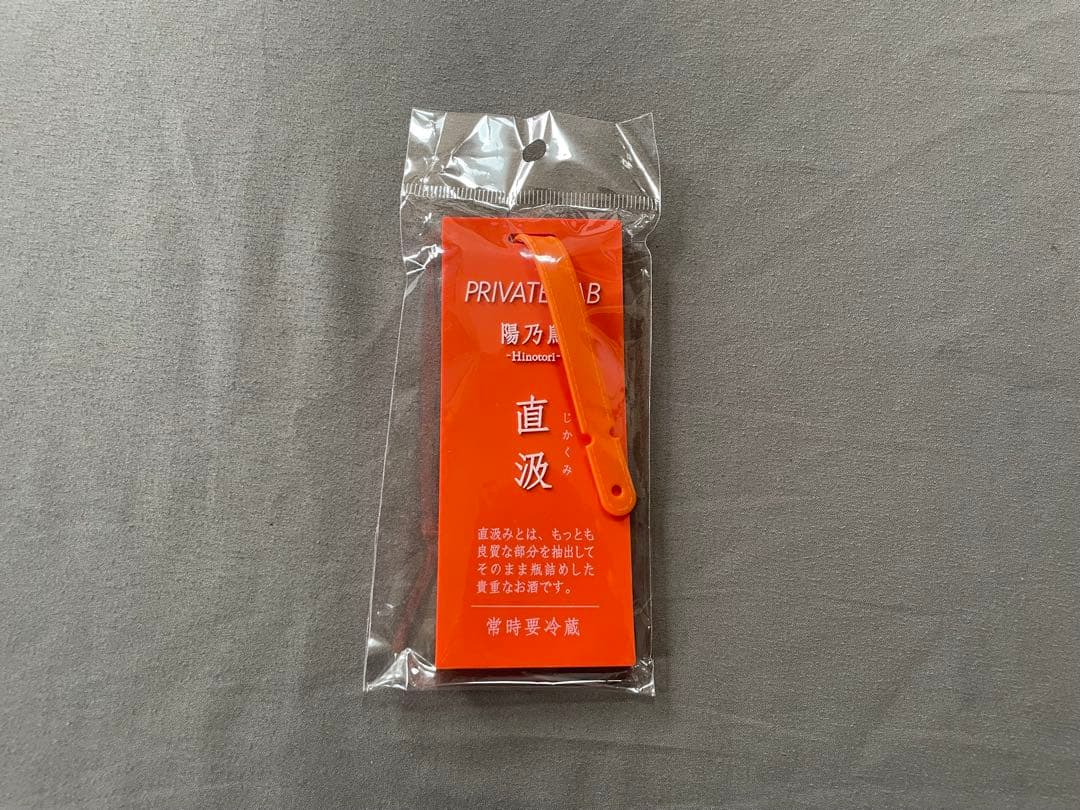 PRIVATE AB
陽乃鳥
-Hinotori-
直汲
じかくみ
直汲みとは、もっとも
良質な部分を抽出して
そのまま瓶詰めした
貴重なお酒です。
常時要冷蔵